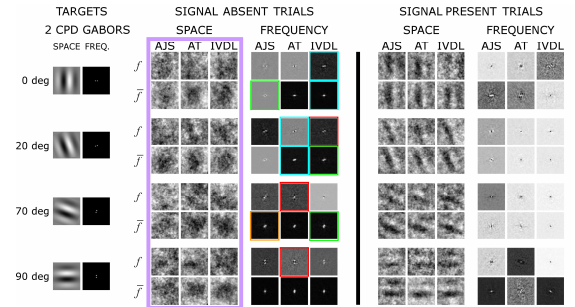 TARGETS SIGNAL ABSENT TRIALS SIGNAL PRESENT TRIALS
2 CPD GABORS SPACE FREQUENCY SPACE FREQUENCY
SPACE FREQ. AJS AT IVDL AJS AT IVDL AJS AT IVDL AJS AT IVDL
0 deg f f
f̅ f̅
20 deg f f
f̅ f̅
70 deg f f
f̅ f̅
90 deg f f
f̅ f̅